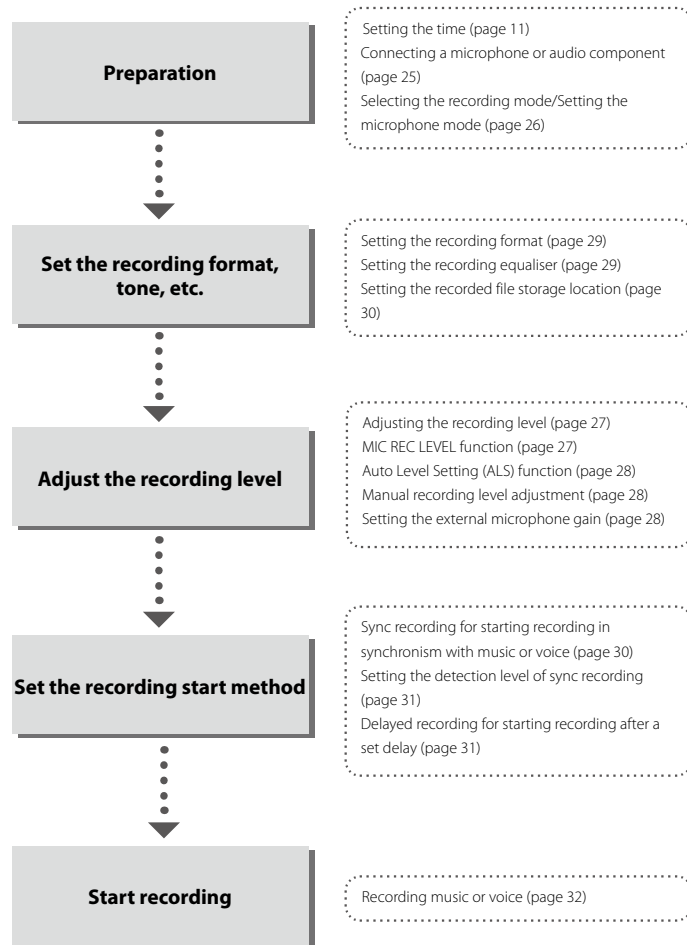 Preparation
Setting the time (page 11)
Connecting a microphone or audio component
(page 25)
Selecting the recording mode/Setting the
microphone mode (page 26)
Set the recording format,
tone, etc.
Setting the recording format (page 29)
Setting the recording equaliser (page 29)
Setting the recorded file storage location (page
30)
Adjust the recording level
Adjusting the recording level (page 27)
MIC REC LEVEL function (page 27)
Auto Level Setting (ALS) function (page 28)
Manual recording level adjustment (page 28)
Setting the external microphone gain (page 28)
Set the recording start method
Sync recording for starting recording in
synchronism with music or voice (page 30)
Setting the detection level of sync recording
(page 31)
Delayed recording for starting recording after a
set delay (page 31)
Start recording
Recording music or voice (page 32)